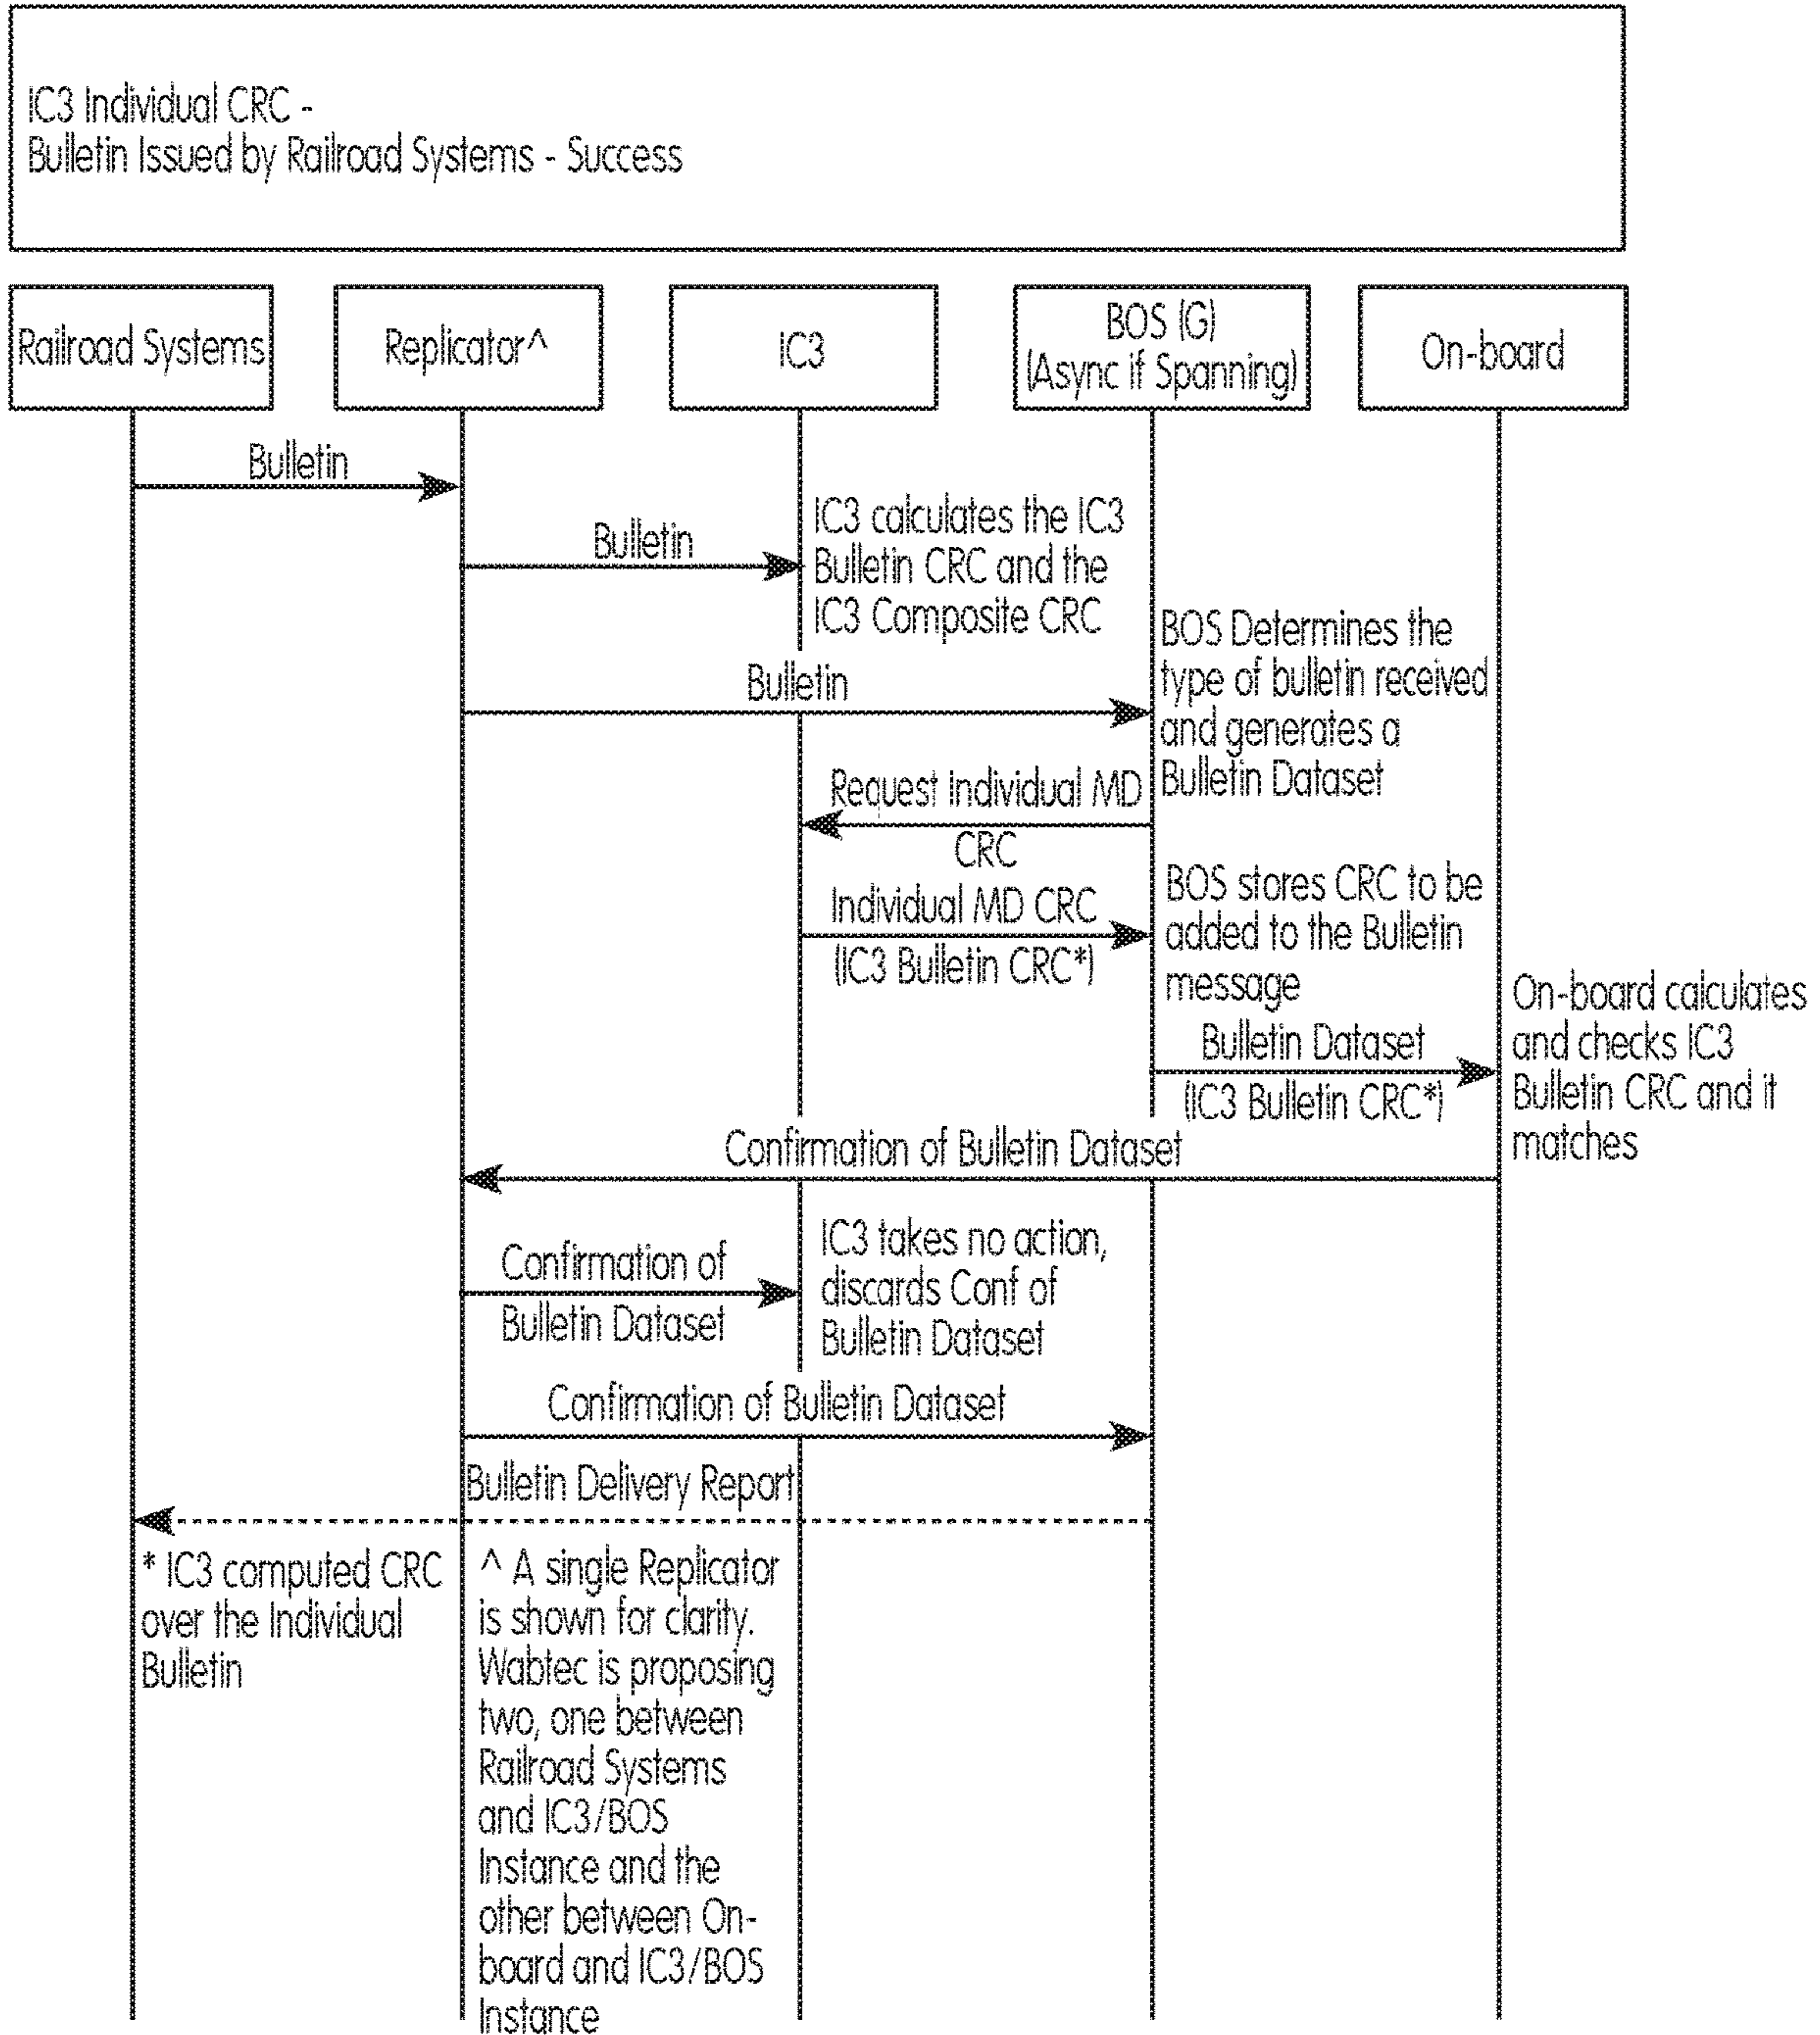 IC3 Individual CRC -
Bulletin Issued by Railroad Systems - Success
Railroad Systems
Replicator^
IC3
BOS (G)
(Async if Spanning)
On-board
Bulletin
Bulletin
IC3 calculates the IC3
Bulletin CRC and the
IC3 Composite CRC
Bulletin
BOS Determines the
type of bulletin received
and generates a
Bulletin Dataset
Request Individual MD
CRC
Individual MD CRC
(IC3 Bulletin CRC*)
BOS stores CRC to be
added to the Bulletin
message
Bulletin Dataset
(IC3 Bulletin CRC*)
On-board calculates
and checks IC3
Bulletin CRC and it
matches
Confirmation of Bulletin Dataset
Confirmation of
Bulletin Dataset
IC3 takes no action,
discards Conf of
Bulletin Dataset
Confirmation of Bulletin Dataset
Bulletin Delivery Report
* IC3 computed CRC
over the Individual
Bulletin
^ A single Replicator
is shown for clarity.
Wabtec is proposing
two, one between
Railroad Systems
and IC3/BOS
Instance and the
other between On-
board and IC3/BOS
Instance